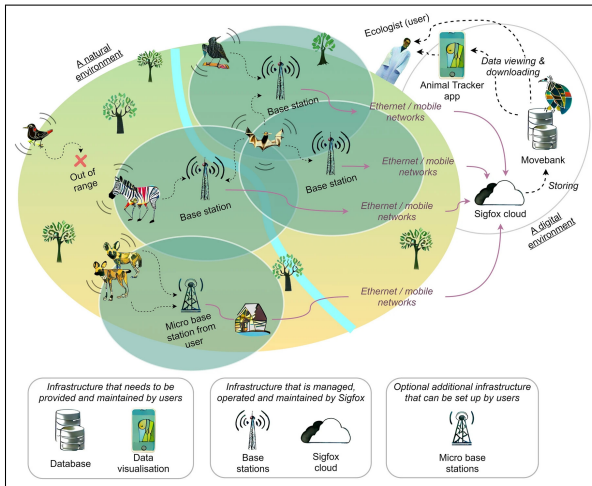 A natural
environment
Ecologist (user)
Animal Tracker
app
Data viewing &
downloading
Movebank
Storing
Sigfox cloud
A digital
environment
Base station
Ethernet / mobile
networks
Out of
range
Base station
Ethernet / mobile
networks
Base station
Ethernet / mobile
networks
Micro base
station from
user
Ethernet / mobile
networks
Infrastructure that needs to be
provided and maintained by users
Database
Data
visualisation
Infrastructure that is managed,
operated and maintained by Sigfox
Base
stations
Sigfox
cloud
Optional additional infrastructure
that can be set up by users
Micro base
stations